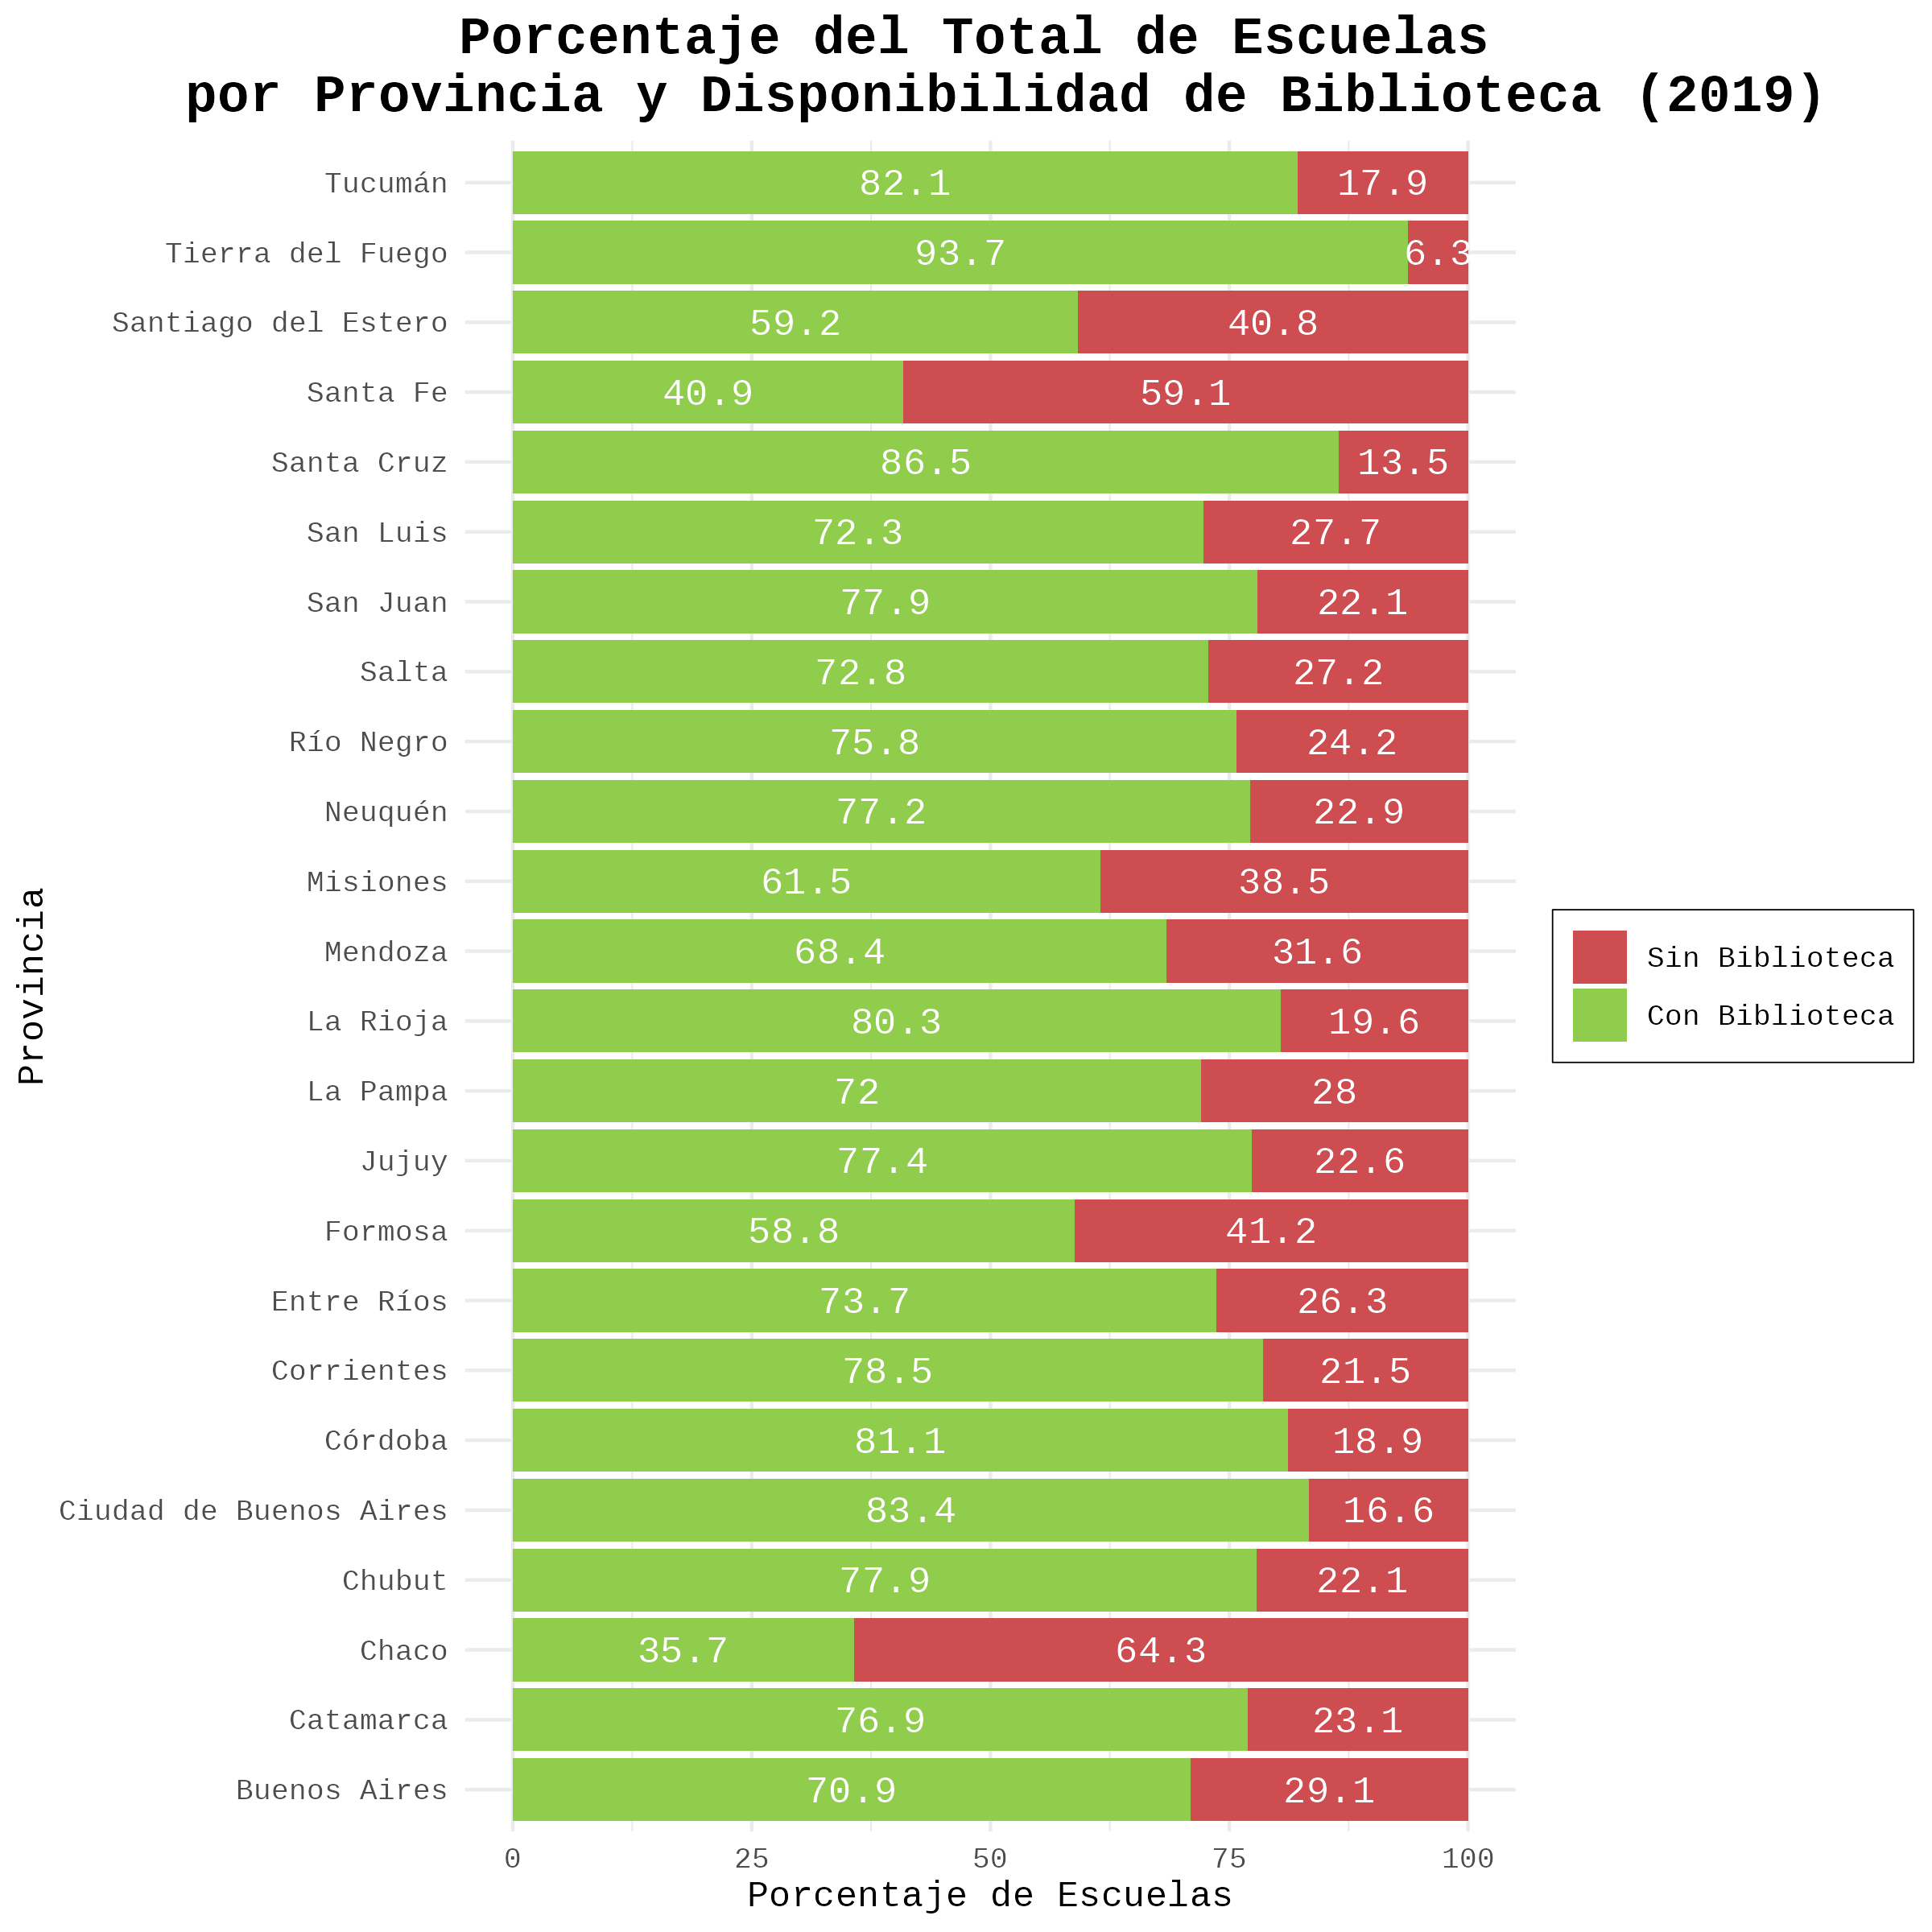 Porcentaje del Total de Escuelas
por Provincia y Disponibilidad de Biblioteca (2019)
Tucumán 82.1 17.9
Tierra del Fuego 93.7 6.3
Santiago del Estero 59.2 40.8
Santa Fe 40.9 59.1
Santa Cruz 86.5 13.5
San Luis 72.3 27.7
San Juan 77.9 22.1
Salta 72.8 27.2
Río Negro 75.8 24.2
Neuquén 77.2 22.9
Misiones 61.5 38.5
Mendoza 68.4 31.6
La Rioja 80.3 19.6
La Pampa 72 28
Jujuy 77.4 22.6
Formosa 58.8 41.2
Entre Ríos 73.7 26.3
Corrientes 78.5 21.5
Córdoba 81.1 18.9
Ciudad de Buenos Aires 83.4 16.6
Chubut 77.9 22.1
Chaco 35.7 64.3
Catamarca 76.9 23.1
Buenos Aires 70.9 29.1
0 25 50 75 100
Porcentaje de Escuelas
Provincia
Sin Biblioteca
Con Biblioteca